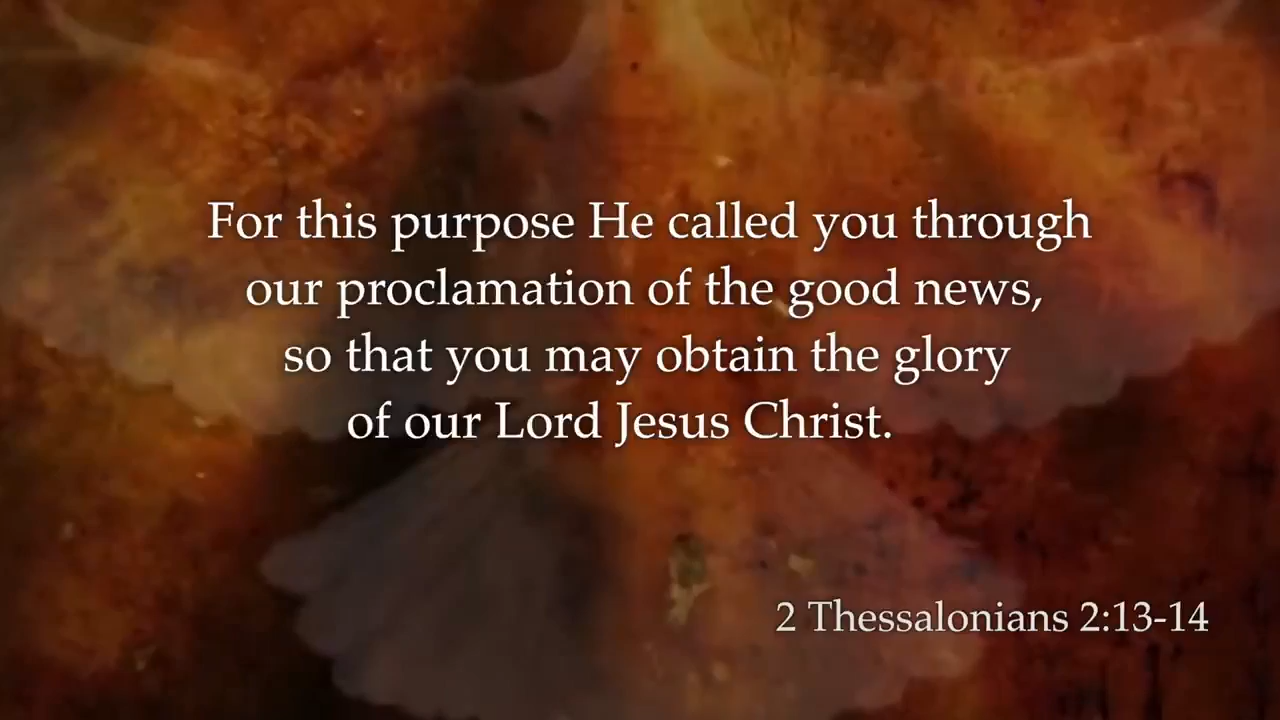 For this purpose He called you through
our proclamation of the good news,
so that you may obtain the glory
of our Lord Jesus Christ.
2 Thessalonians 2:13-14